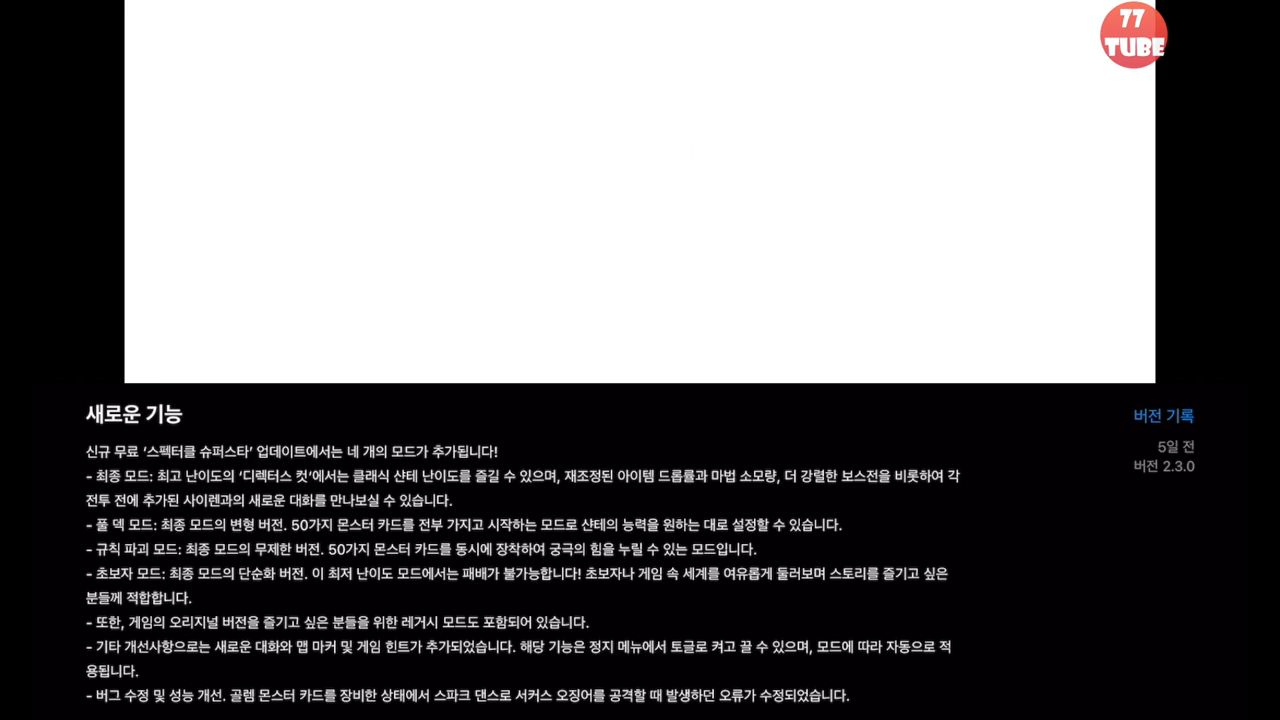 77
TUBE
새로운 기능
버전 기록
신규 무료 ‘스펙터클 슈퍼스타’ 업데이트에서는 네 개의 모드가 추가됩니다!
5일 전
버전 2.3.0
- 최종 모드: 최고 난이도의 ‘디렉터스 컷’에서는 클래식 샨테 난이도를 즐길 수 있으며, 재조정된 아이템 드롭률과 마법 소모량, 더 강렬한 보스전을 비롯하여 각
전투 전에 추가된 사이렌과의 새로운 대화를 만나보실 수 있습니다.
- 풀 덱 모드: 최종 모드의 변형 버전. 50가지 몬스터 카드를 전부 가지고 시작하는 모드로 샨테의 능력을 원하는 대로 설정할 수 있습니다.
- 규칙 파괴 모드: 최종 모드의 무제한 버전. 50가지 몬스터 카드를 동시에 장착하여 궁극의 힘을 누릴 수 있는 모드입니다.
- 초보자 모드: 최종 모드의 단순화 버전. 이 최저 난이도 모드에서는 패배가 불가능합니다! 초보자나 게임 속 세계를 여유롭게 둘러보며 스토리를 즐기고 싶은
분들께 적합합니다.
- 또한, 게임의 오리지널 버전을 즐기고 싶은 분들을 위한 레거시 모드도 포함되어 있습니다.
- 기타 개선사항으로는 새로운 대화와 맵 마커 및 게임 힌트가 추가되었습니다. 해당 기능은 정지 메뉴에서 토글로 켜고 끌 수 있으며, 모드에 따라 자동으로 적
용됩니다.
- 버그 수정 및 성능 개선. 골렘 몬스터 카드를 장비한 상태에서 스파크 댄스로 서커스 오징어를 공격할 때 발생하던 오류가 수정되었습니다.